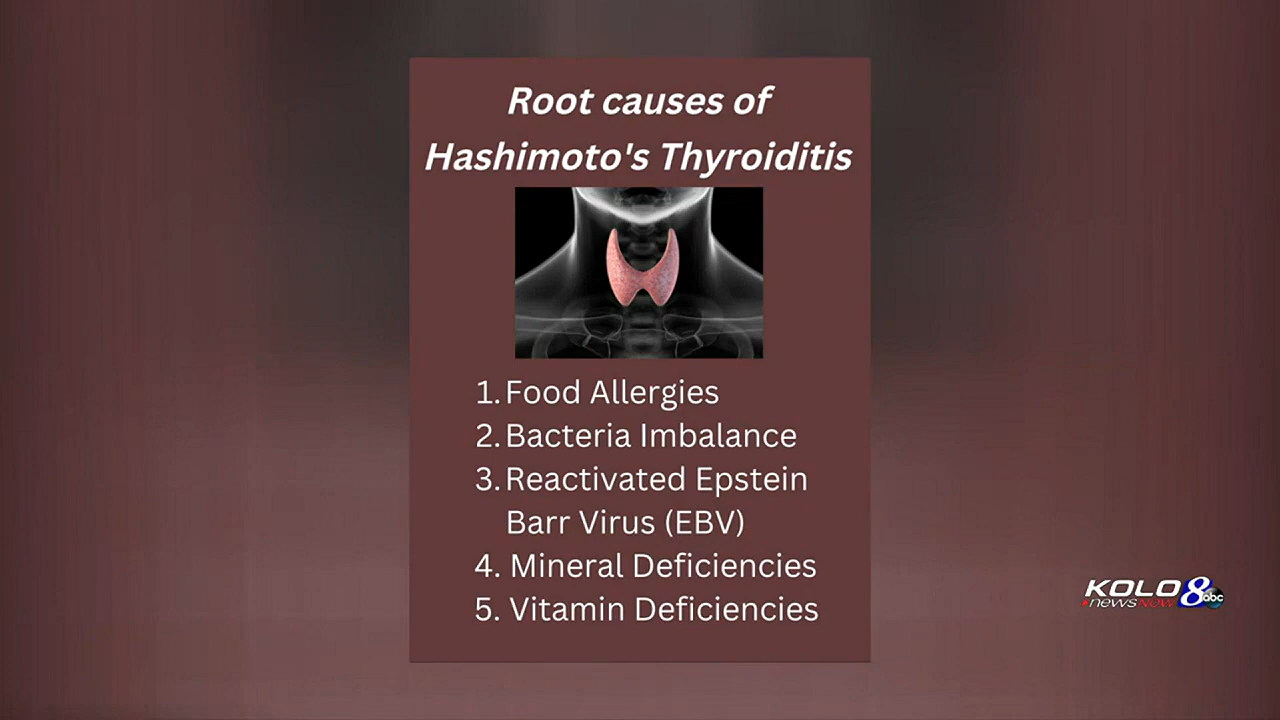 Root causes of
Hashimoto's Thyroiditis
1. Food Allergies
2. Bacteria Imbalance
3. Reactivated Epstein
Barr Virus (EBV)
4. Mineral Deficiencies
5. Vitamin Deficiencies
KOLO 8
news NOW abc